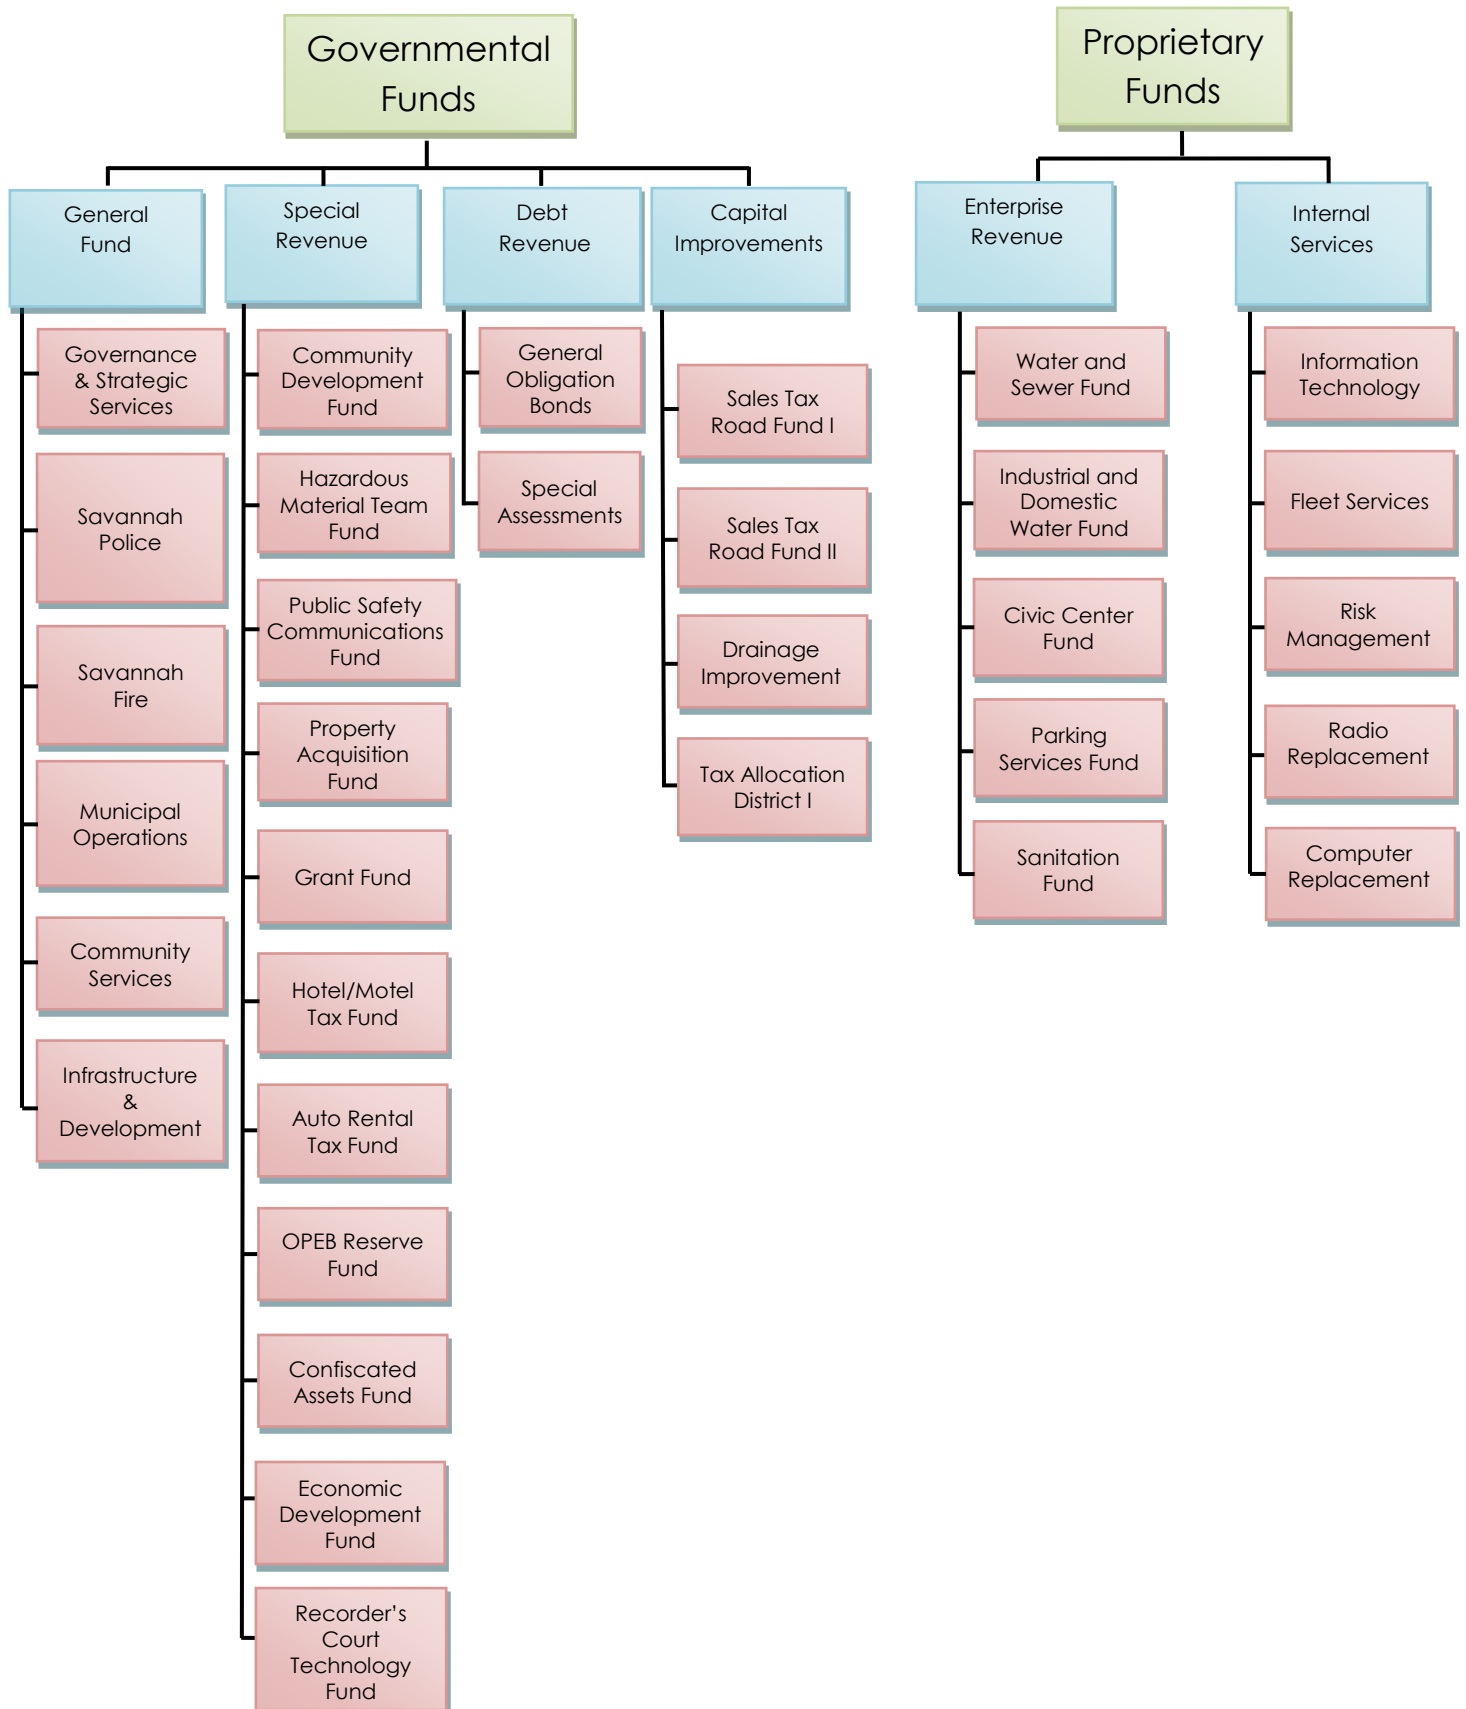 Governmental
Funds
General
Fund
Governance
& Strategic
Services
Savannah
Police
Savannah
Fire
Municipal
Operations
Community
Services
Infrastructure
&
Development
Special
Revenue
Community
Development
Fund
Hazardous
Material Team
Fund
Public Safety
Communications
Fund
Property
Acquisition
Fund
Grant Fund
Hotel/Motel
Tax Fund
Auto Rental
Tax Fund
OPEB Reserve
Fund
Confiscated
Assets Fund
Economic
Development
Fund
Recorder’s
Court
Technology
Fund
Debt
Revenue
General
Obligation
Bonds
Special
Assessments
Capital
Improvements
Sales Tax
Road Fund I
Sales Tax
Road Fund II
Drainage
Improvement
Tax Allocation
District I
Proprietary
Funds
Enterprise
Revenue
Water and
Sewer Fund
Industrial and
Domestic
Water Fund
Civic Center
Fund
Parking
Services Fund
Sanitation
Fund
Internal
Services
Information
Technology
Fleet Services
Risk
Management
Radio
Replacement
Computer
Replacement